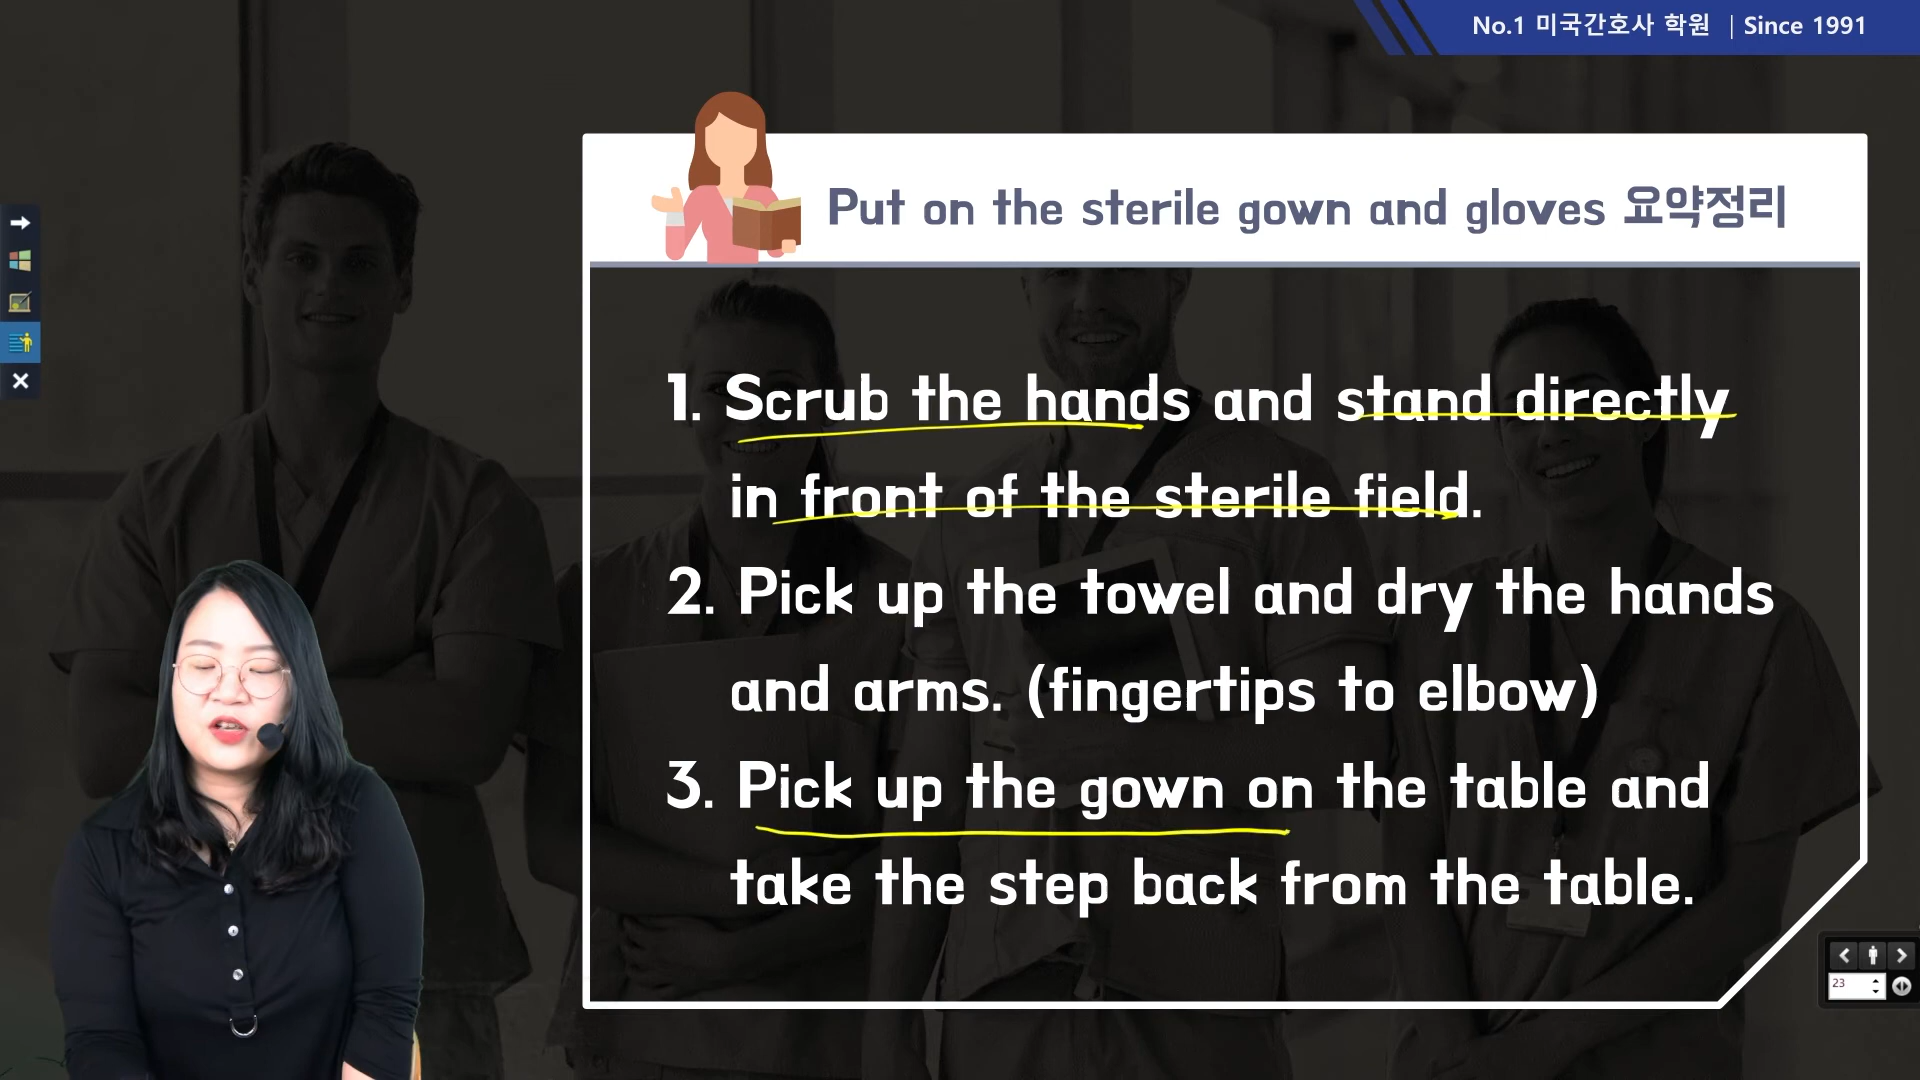 No.1 미국간호사 학원 | Since 1991
Put on the sterile gown and gloves 요약정리
1. Scrub the hands and stand directly
in front of the sterile field.
2. Pick up the towel and dry the hands
and arms. (fingertips to elbow)
3. Pick up the gown on the table and
take the step back from the table.
23